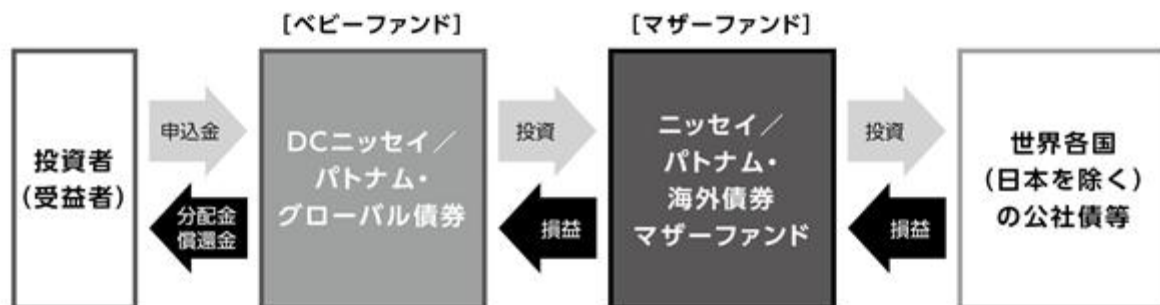 [ベビーファンド]
[マザーファンド]
投資者
(受益者)
申込金
分配金
償還金
DCニッセイ／
パトナム・
グローバル債券
投資
損益
ニッセイ／
パトナム・
海外債券
マザーファンド
投資
損益
世界各国
(日本を除く)
の公社債等